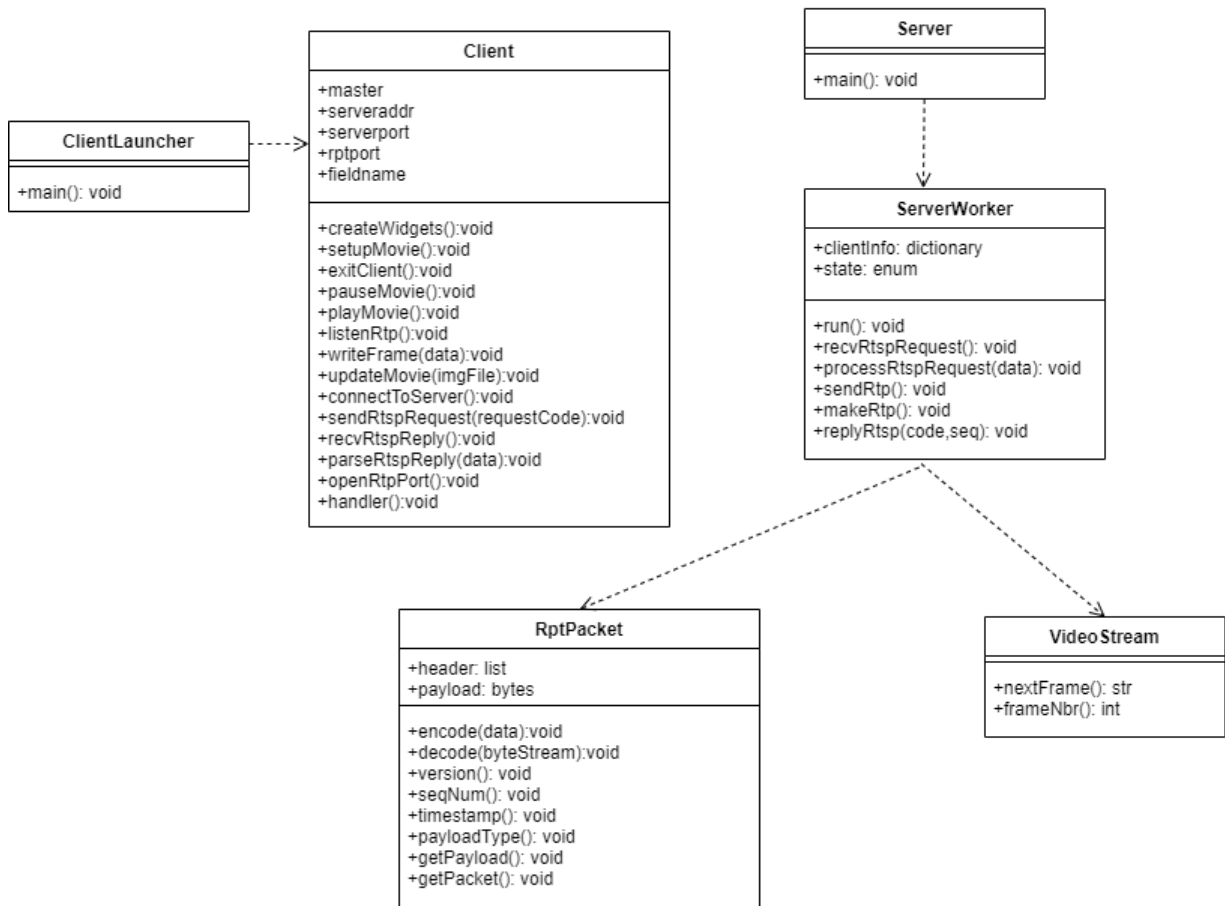 Client
+master
+serveraddr
+serverport
+rptport
+fieldname
+createWidgets():void
+setupMovie():void
+exitClient():void
+pauseMovie():void
+playMovie():void
+listenRtp():void
+writeFrame(data):void
+updateMovie(imgFile):void
+connectToServer():void
+sendRtspRequest(requestCode):void
+recvRtspReply():void
+parseRtspReply(data):void
+openRtpPort():void
+handler():void
Server
+main(): void
ClientLauncher
+main(): void
ServerWorker
+clientInfo: dictionary
+state: enum
+run(): void
+recvRtspRequest(): void
+processRtspRequest(data): void
+sendRtp(): void
+makeRtp(): void
+replyRtsp(code,seq): void
RptPacket
+header: list
+payload: bytes
+encode(data):void
+decode(byteStream):void
+version(): void
+seqNum(): void
+timestamp(): void
+payloadType(): void
+getPayload(): void
+getPacket(): void
VideoStream
+nextFrame(): str
+frameNbr(): int